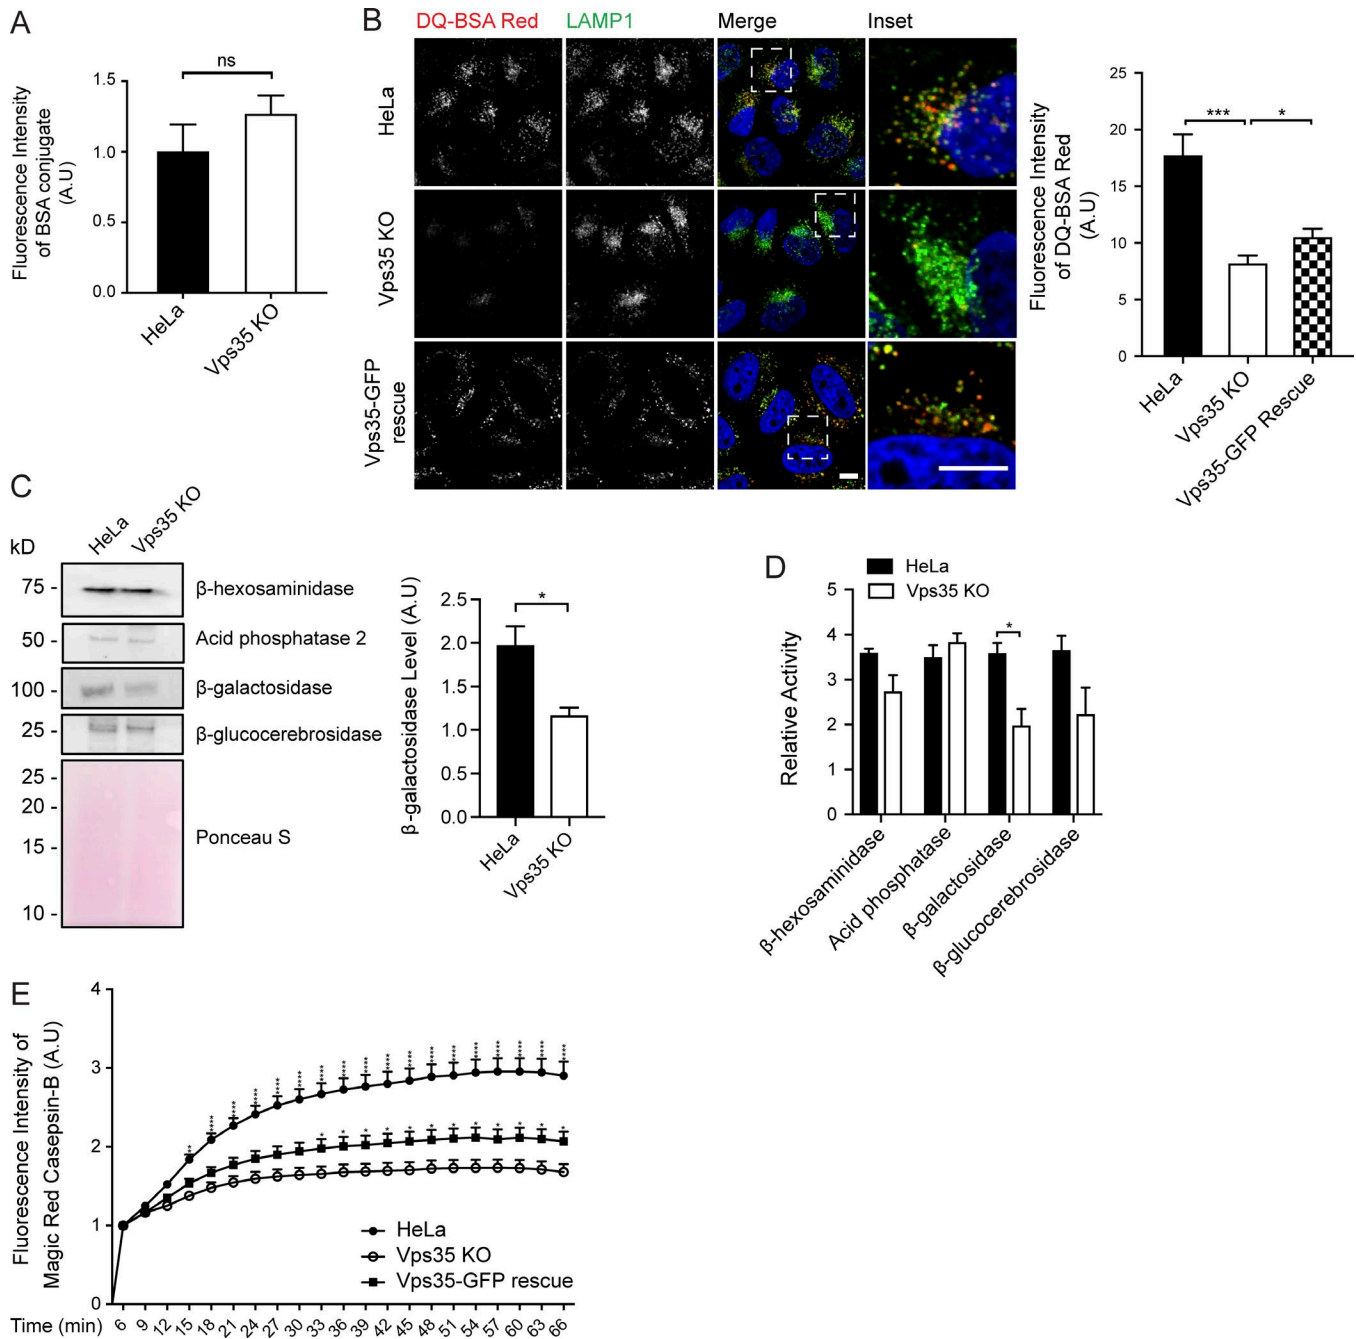 A
Fluorescence Intensity
of BSA conjugate
(A.U)
1.5
1.0
0.5
0.0
ns
HeLa
Vps35 KO
B
DQ-BSA Red
LAMP1
Merge
Inset
HeLa
Vps35 KO
Vps35-GFP
rescue
Fluorescence Intensity
of DQ-BSA Red
(A.U)
25
20
15
10
5
0
***
*
HeLa
Vps35 KO
Vps35-GFP Rescue
C
HeLa
Vps35 KO
kD
75 -
β-hexosaminidase
50 -
Acid phosphatase 2
100 -
β-galactosidase
25 -
β-glucocerebrosidase
25 -
20 -
15 -
10 -
Ponceau S
β-galactosidase Level (A.U)
2.5
2.0
1.5
1.0
0.5
0.0
*
HeLa
Vps35 KO
D
HeLa
Vps35 KO
Relative Activity
5
4
3
2
1
0
*
β-hexosaminidase
Acid phosphatase
β-galactosidase
β-glucocerebrosidase
E
Fluorescence Intensity of
Magic Red Casepsin-B (A.U)
4
3
2
1
0
HeLa
Vps35 KO
Vps35-GFP rescue
Time (min) 6 9 12 15 18 21 24 27 30 33 36 39 42 45 48 51 54 57 60 63 66